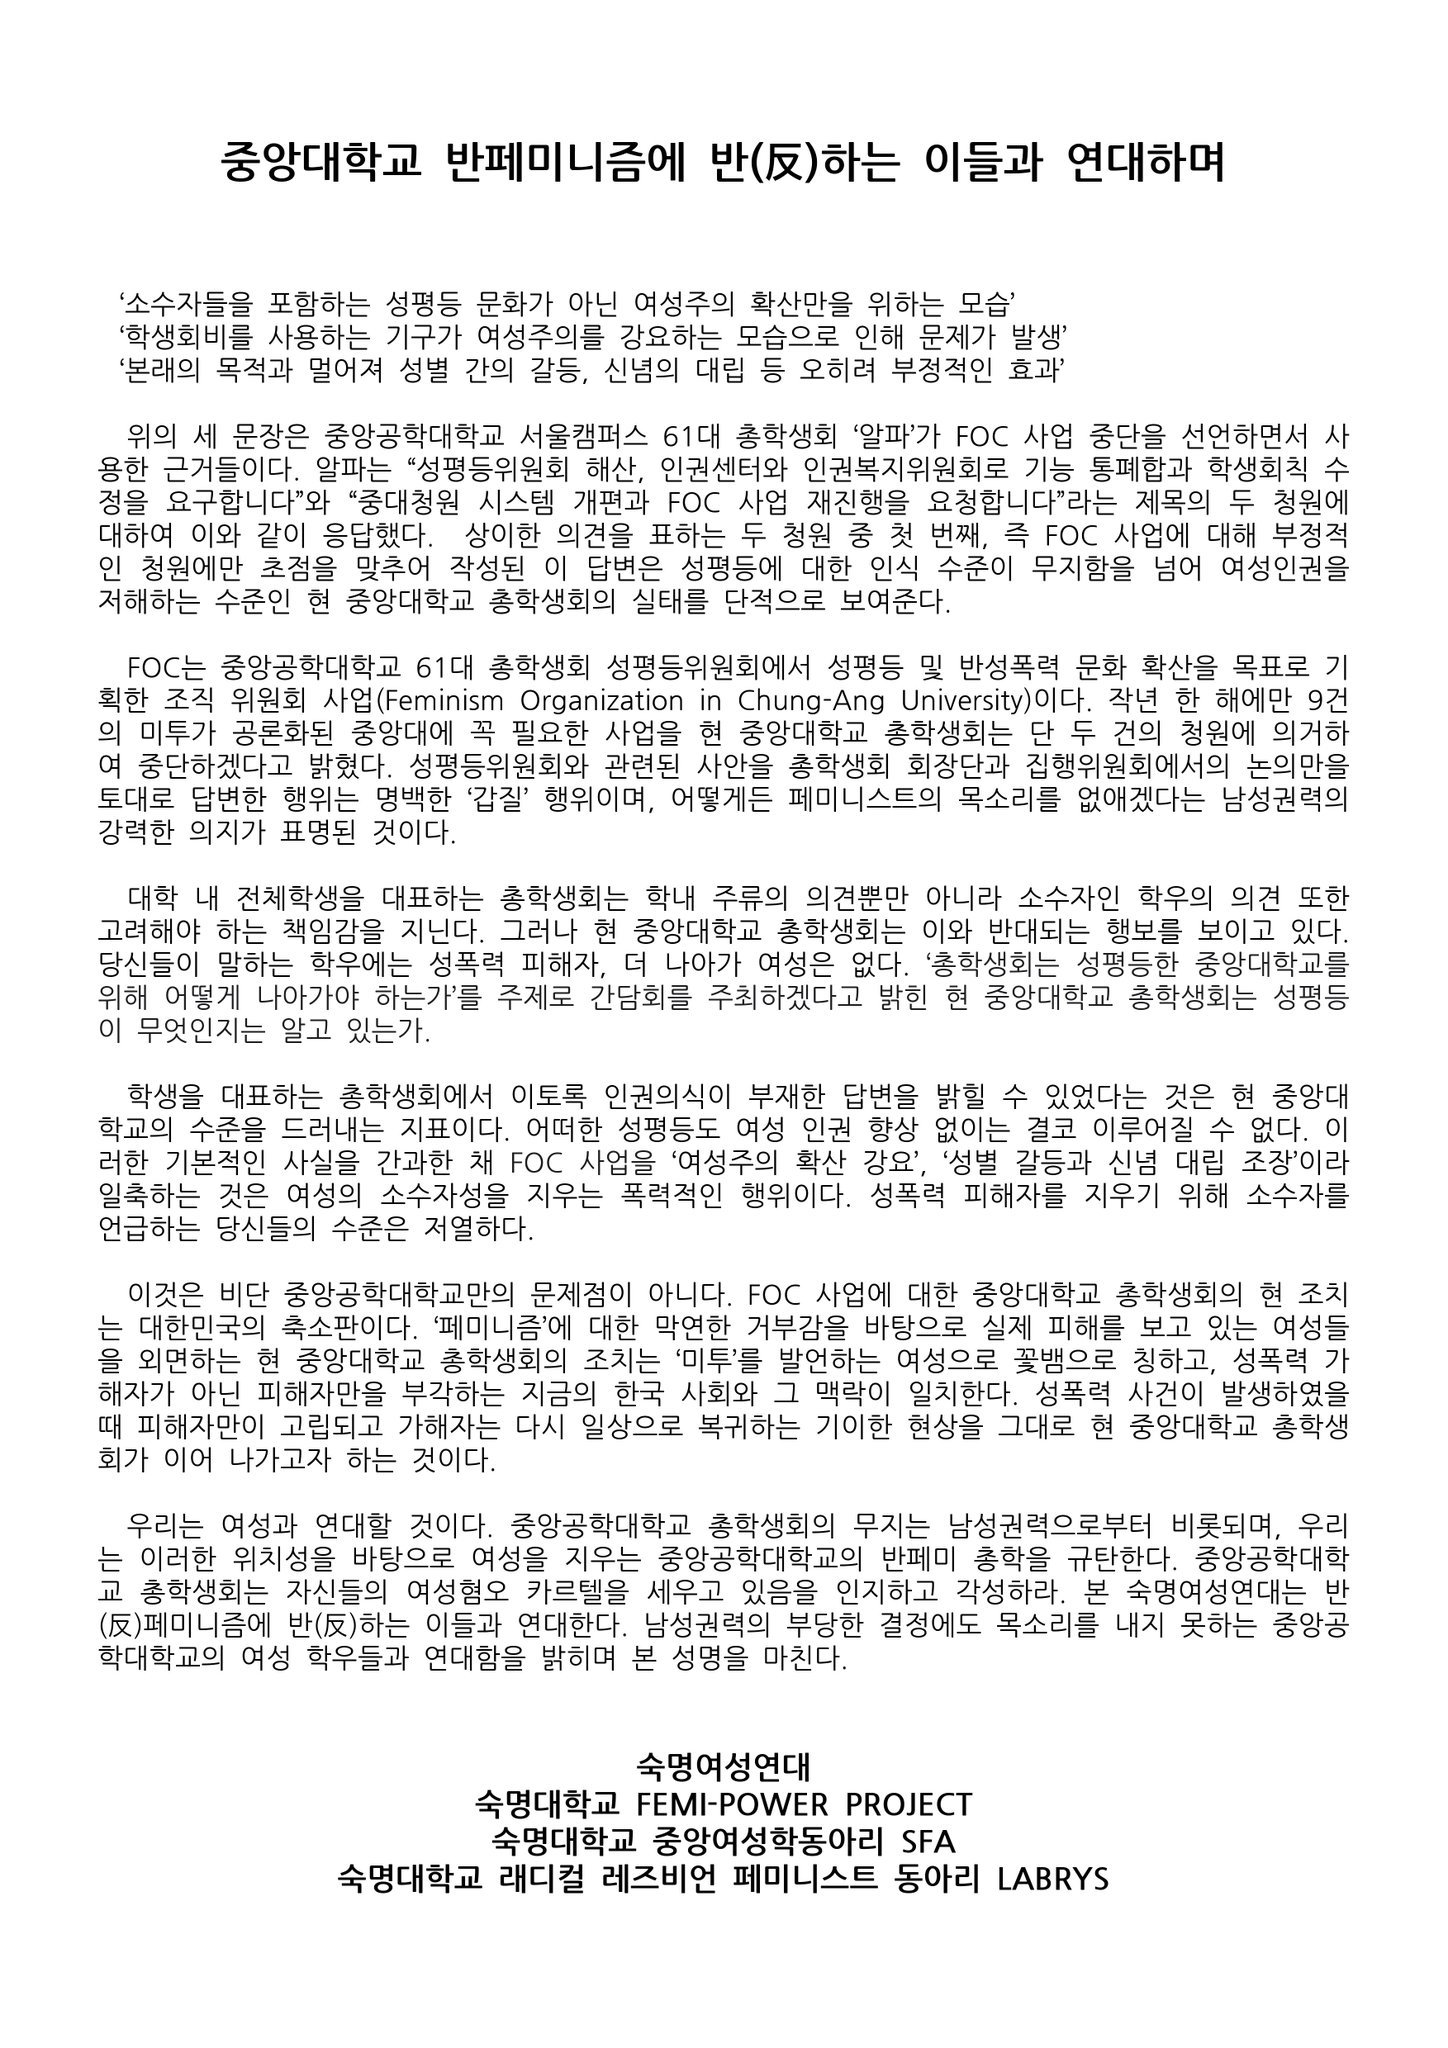 중앙대학교 반페미니즘에 반(反)하는 이들과 연대하며
‘소수자들을 포함하는 성평등 문화가 아닌 여성주의 확산만을 위하는 모습’
‘학생회비를 사용하는 기구가 여성주의를 강요하는 모습으로 인해 문제가 발생’
‘본래의 목적과 멀어져 성별 간의 갈등, 신념의 대립 등 오히려 부정적인 효과’
위의 세 문장은 중앙공학대학교 서울캠퍼스 61대 총학생회 ‘알파’가 FOC 사업 중단을 선언하면서 사
용한 근거들이다. 알파는 “성평등위원회 해산, 인권센터와 인권복지위원회로 기능 통폐합과 학생회칙 수
정을 요구합니다”와 “중대청원 시스템 개편과 FOC 사업 재진행을 요청합니다”라는 제목의 두 청원에
대하여 이와 같이 응답했다. 상이한 의견을 표하는 두 청원 중 첫 번째, 즉 FOC 사업에 대해 부정적
인 청원에만 초점을 맞추어 작성된 이 답변은 성평등에 대한 인식 수준이 무지함을 넘어 여성인권을
저해하는 수준인 현 중앙대학교 총학생회의 실태를 단적으로 보여준다.
FOC는 중앙공학대학교 61대 총학생회 성평등위원회에서 성평등 및 반성폭력 문화 확산을 목표로 기
획한 조직 위원회 사업(Feminism Organization in Chung-Ang University)이다. 작년 한 해에만 9건
의 미투가 공론화된 중앙대에 꼭 필요한 사업을 현 중앙대학교 총학생회는 단 두 건의 청원에 의거하
여 중단하겠다고 밝혔다. 성평등위원회와 관련된 사안을 총학생회 회장단과 집행위원회에서의 논의만을
토대로 답변한 행위는 명백한 ‘갑질’ 행위이며, 어떻게든 페미니스트의 목소리를 없애겠다는 남성권력의
강력한 의지가 표명된 것이다.
대학 내 전체학생을 대표하는 총학생회는 학내 주류의 의견뿐만 아니라 소수자인 학우의 의견 또한
고려해야 하는 책임감을 지닌다. 그러나 현 중앙대학교 총학생회는 이와 반대되는 행보를 보이고 있다.
당신들이 말하는 학우에는 성폭력 피해자, 더 나아가 여성은 없다. ‘총학생회는 성평등한 중앙대학교를
위해 어떻게 나아가야 하는가’를 주제로 간담회를 주최하겠다고 밝힌 현 중앙대학교 총학생회는 성평등
이 무엇인지는 알고 있는가.
학생을 대표하는 총학생회에서 이토록 인권의식이 부재한 답변을 밝힐 수 있었다는 것은 현 중앙대
학교의 수준을 드러내는 지표이다. 어떠한 성평등도 여성 인권 향상 없이는 결코 이루어질 수 없다. 이
러한 기본적인 사실을 간과한 채 FOC 사업을 ‘여성주의 확산 강요’, ‘성별 갈등과 신념 대립 조장’이라
일축하는 것은 여성의 소수자성을 지우는 폭력적인 행위이다. 성폭력 피해자를 지우기 위해 소수자를
언급하는 당신들의 수준은 저열하다.
이것은 비단 중앙공학대학교만의 문제점이 아니다. FOC 사업에 대한 중앙대학교 총학생회의 현 조치
는 대한민국의 축소판이다. ‘페미니즘’에 대한 막연한 거부감을 바탕으로 실제 피해를 보고 있는 여성들
을 외면하는 현 중앙대학교 총학생회의 조치는 ‘미투’를 발언하는 여성으로 꽃뱀으로 칭하고, 성폭력 가
해자가 아닌 피해자만을 부각하는 지금의 한국 사회와 그 맥락이 일치한다. 성폭력 사건이 발생하였을
때 피해자만이 고립되고 가해자는 다시 일상으로 복귀하는 기이한 현상을 그대로 현 중앙대학교 총학생
회가 이어 나가고자 하는 것이다.
우리는 여성과 연대할 것이다. 중앙공학대학교 총학생회의 무지는 남성권력으로부터 비롯되며, 우리
는 이러한 위치성을 바탕으로 여성을 지우는 중앙공학대학교의 반페미 총학을 규탄한다. 중앙공학대학
교 총학생회는 자신들의 여성혐오 카르텔을 세우고 있음을 인지하고 각성하라. 본 숙명여성연대는 반
(反)페미니즘에 반(反)하는 이들과 연대한다. 남성권력의 부당한 결정에도 목소리를 내지 못하는 중앙공
학대학교의 여성 학우들과 연대함을 밝히며 본 성명을 마친다.
숙명여성연대
숙명대학교 FEMI-POWER PROJECT
숙명대학교 중앙여성학동아리 SFA
숙명대학교 래디컬 레즈비언 페미니스트 동아리 LABRYS